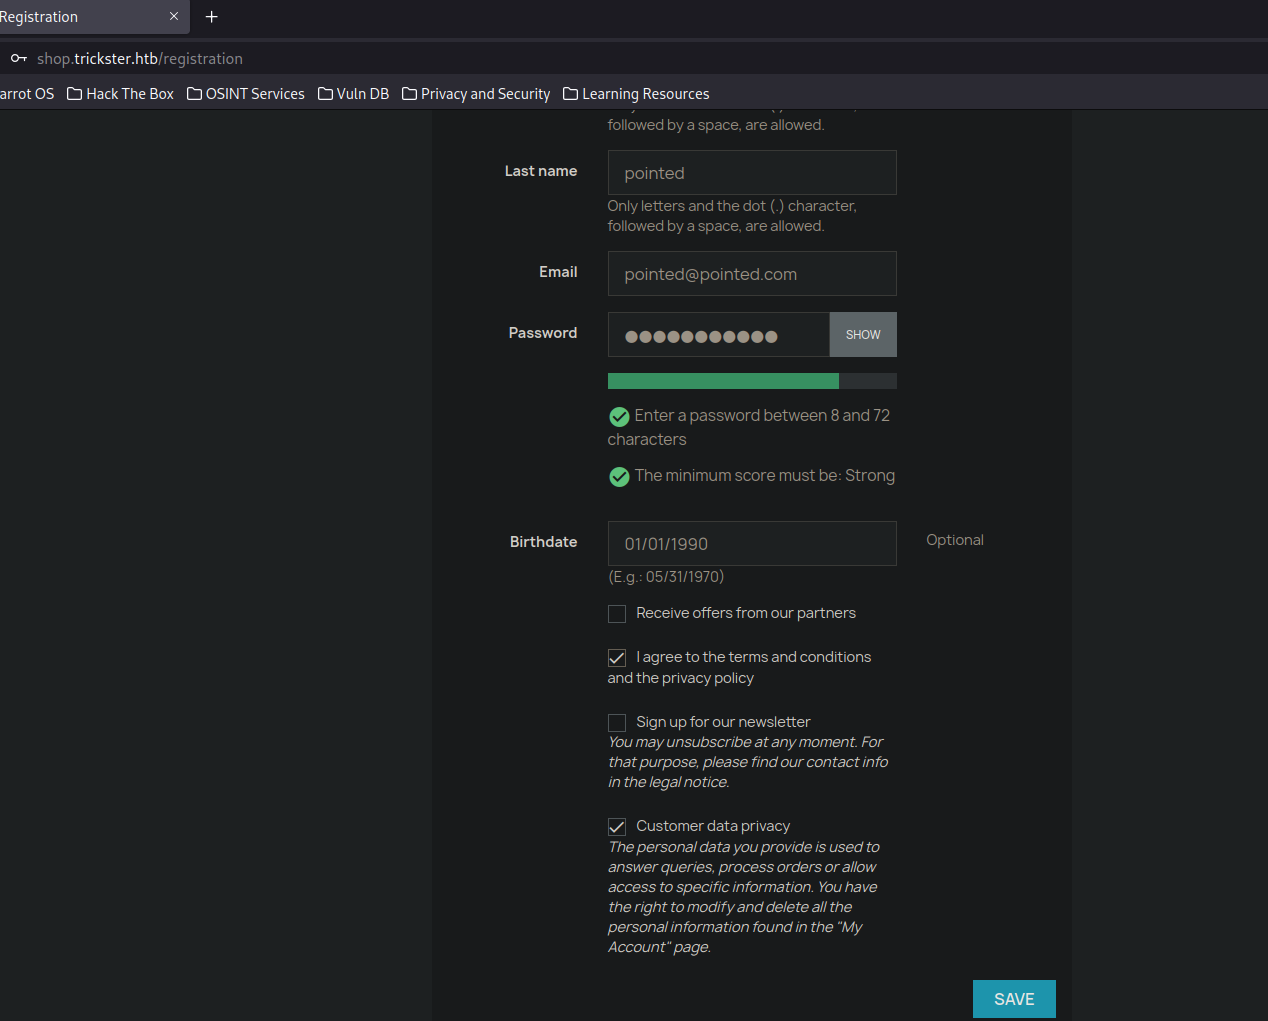 Registration
shop.trickster.htb/registration
arrot OS Hack The Box OSINT Services Vuln DB Privacy and Security Learning Resources
followed by a space, are allowed.
Last name
pointed
Only letters and the dot (.) character,
followed by a space, are allowed.
Email
pointed@pointed.com
Password
SHOW
Enter a password between 8 and 72
characters
The minimum score must be: Strong
Birthdate
01/01/1990
Optional
(E.g.: 05/31/1970)
Receive offers from our partners
I agree to the terms and conditions
and the privacy policy
Sign up for our newsletter
You may unsubscribe at any moment. For
that purpose, please find our contact info
in the legal notice.
Customer data privacy
The personal data you provide is used to
answer queries, process orders or allow
access to specific information. You have
the right to modify and delete all the
personal information found in the "My
Account" page.
SAVE